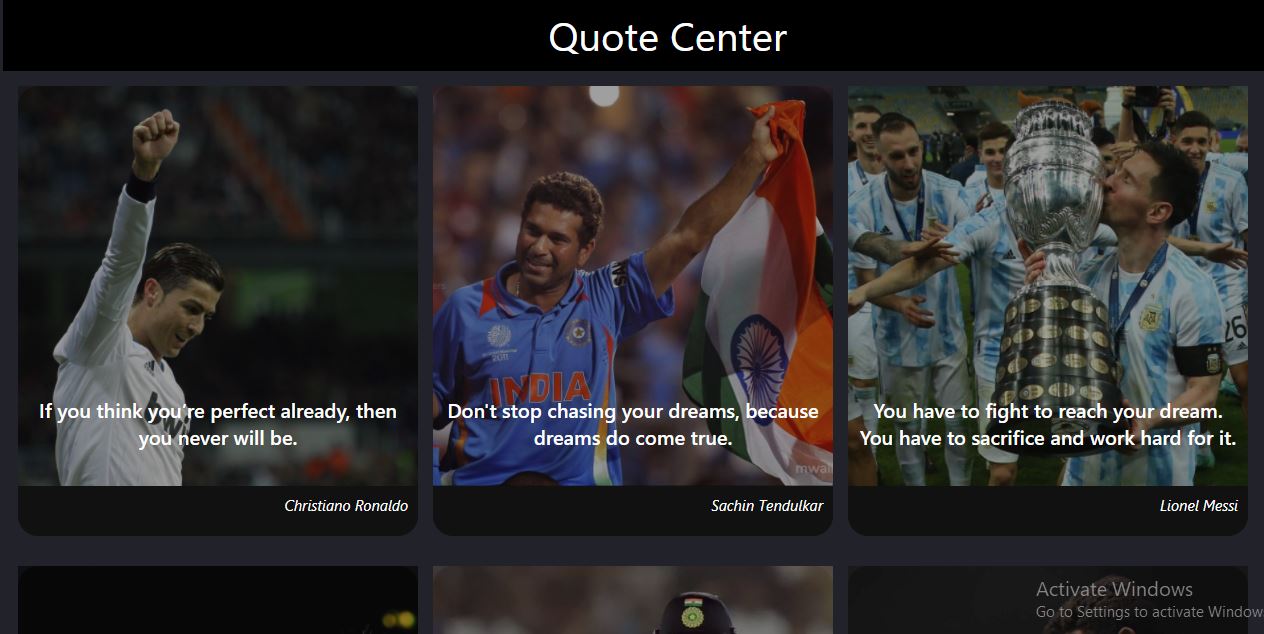 Quote Center
INDIA
If you think you're perfect already, then
you never will be.
Don't stop chasing your dreams, because
dreams do come true.
You have to fight to reach your dream.
You have to sacrifice and work hard for it.
26
Christiano Ronaldo
Sachin Tendulkar
Lionel Messi
Activate Windows
Go to Settings to activate Window